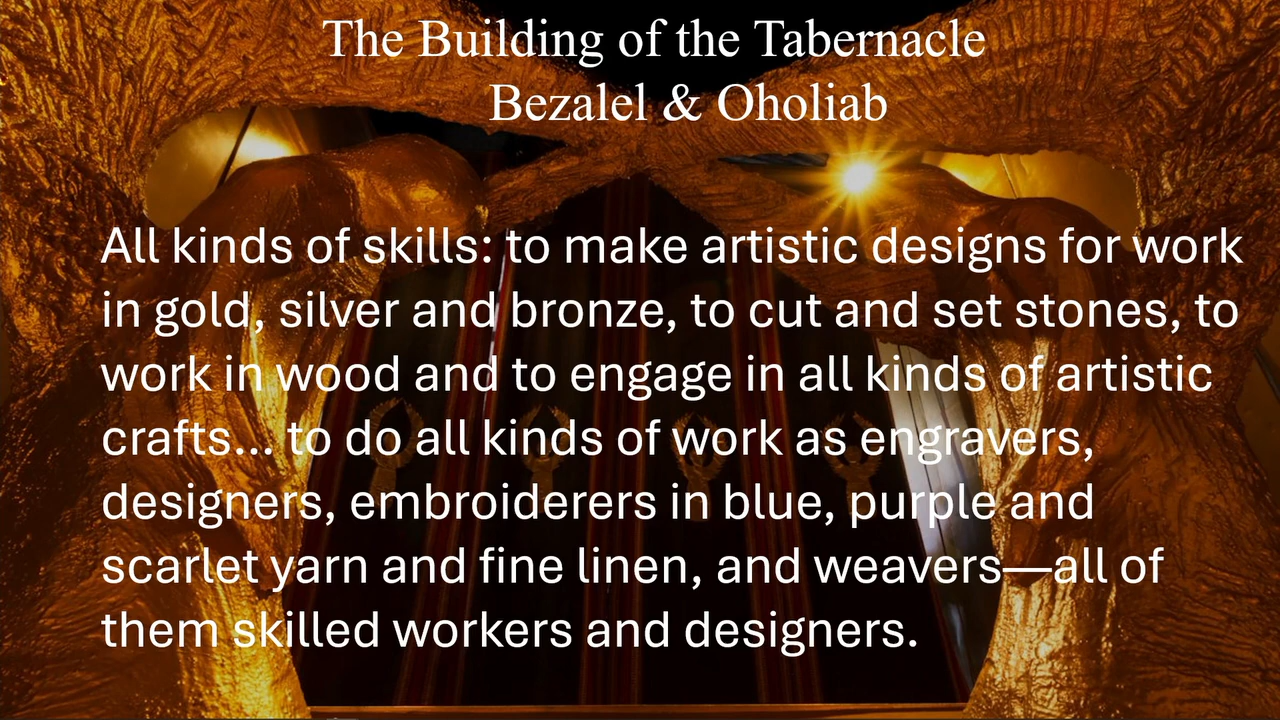 The Building of the Tabernacle
Bezalel & Oholiab
All kinds of skills: to make artistic designs for work
in gold, silver and bronze, to cut and set stones, to
work in wood and to engage in all kinds of artistic
crafts... to do all kinds of work as engravers,
designers, embroiderers in blue, purple and
scarlet yarn and fine linen, and weavers—all of
them skilled workers and designers.